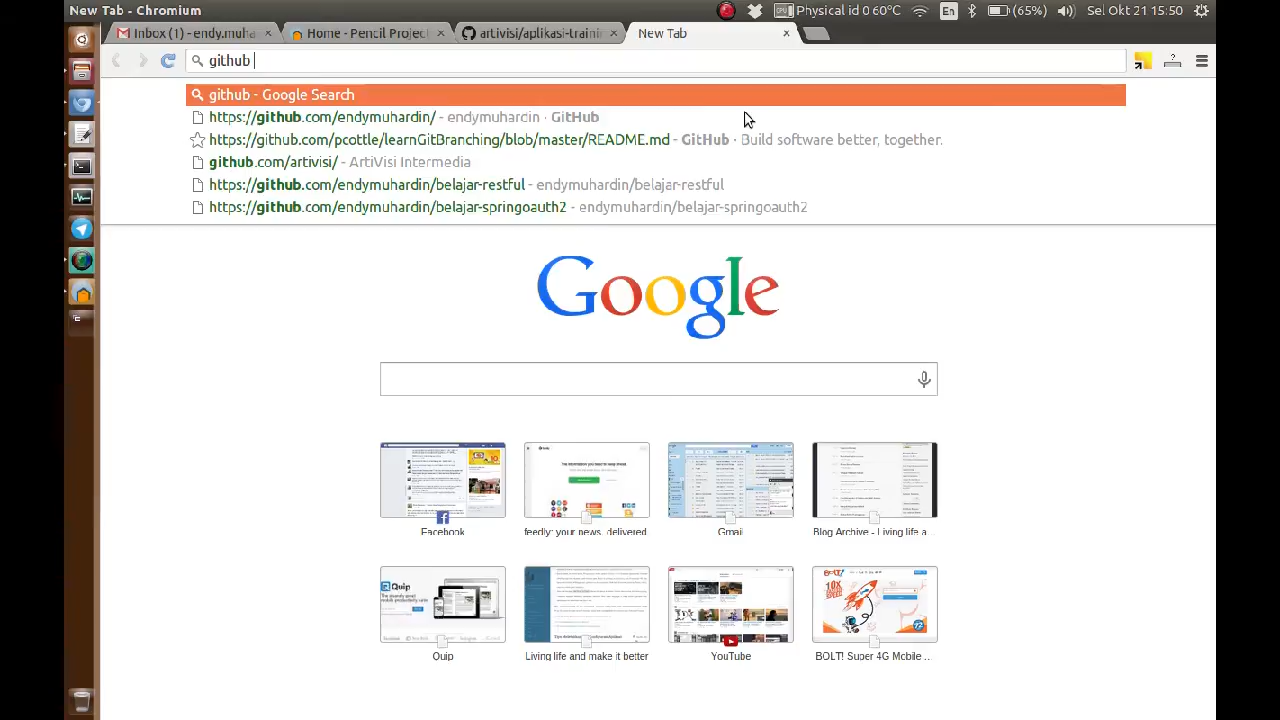 New Tab - Chromium
Physical id 0 60°C
En
(65%)
Sel Okt 21 15:50
Inbox (1) - endy.muha
Home - Pencil Project
artivisi/aplikasi-trainin
New Tab
github
github - Google Search
https://github.com/endymuhardin/ - endymuhardin · GitHub
https://github.com/pcottle/learnGitBranching/blob/master/README.md - GitHub · Build software better, together.
github.com/artivisi/ - ArtiVisi Intermedia
https://github.com/endymuhardin/belajar-restful - endymuhardin/belajar-restful
https://github.com/endymuhardin/belajar-springoauth2 - endymuhardin/belajar-springoauth2
Google
Facebook
feedly: your news, delivered.
Gmail
Blog Archive - Living life a...
Quip
Living life and make it better
YouTube
BOLT! Super 4G Mobile ...